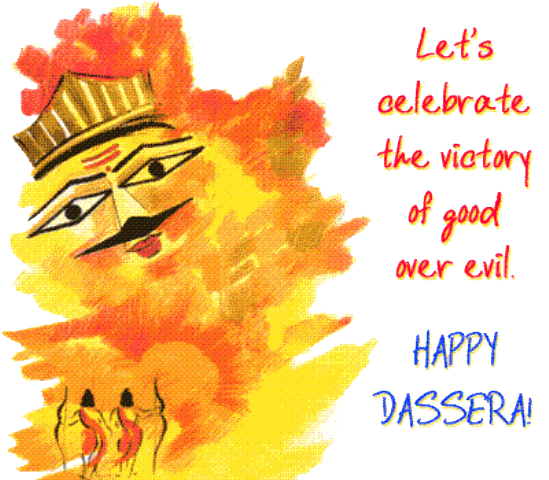 Let's
celebrate
the victory
of good
over evil.
HAPPY
DASSERA!